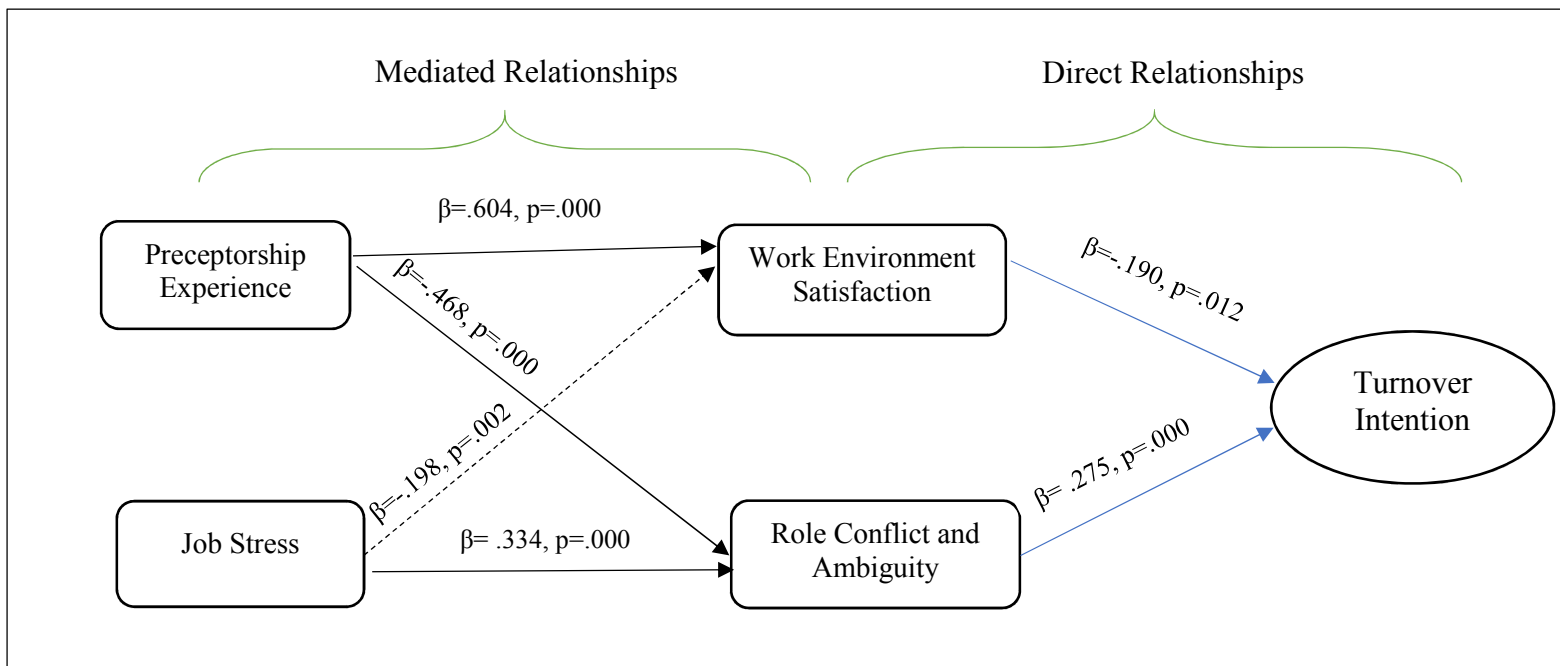 Mediated Relationships
Direct Relationships
β=.604, p=.000
Preceptorship
Experience
Work Environment
Satisfaction
β=-.468, p=.000
β=-.190, p=.012
Turnover
Intention
β=-.198, p=.002
β= .275, p=.000
Job Stress
β= .334, p=.000
Role Conflict and
Ambiguity